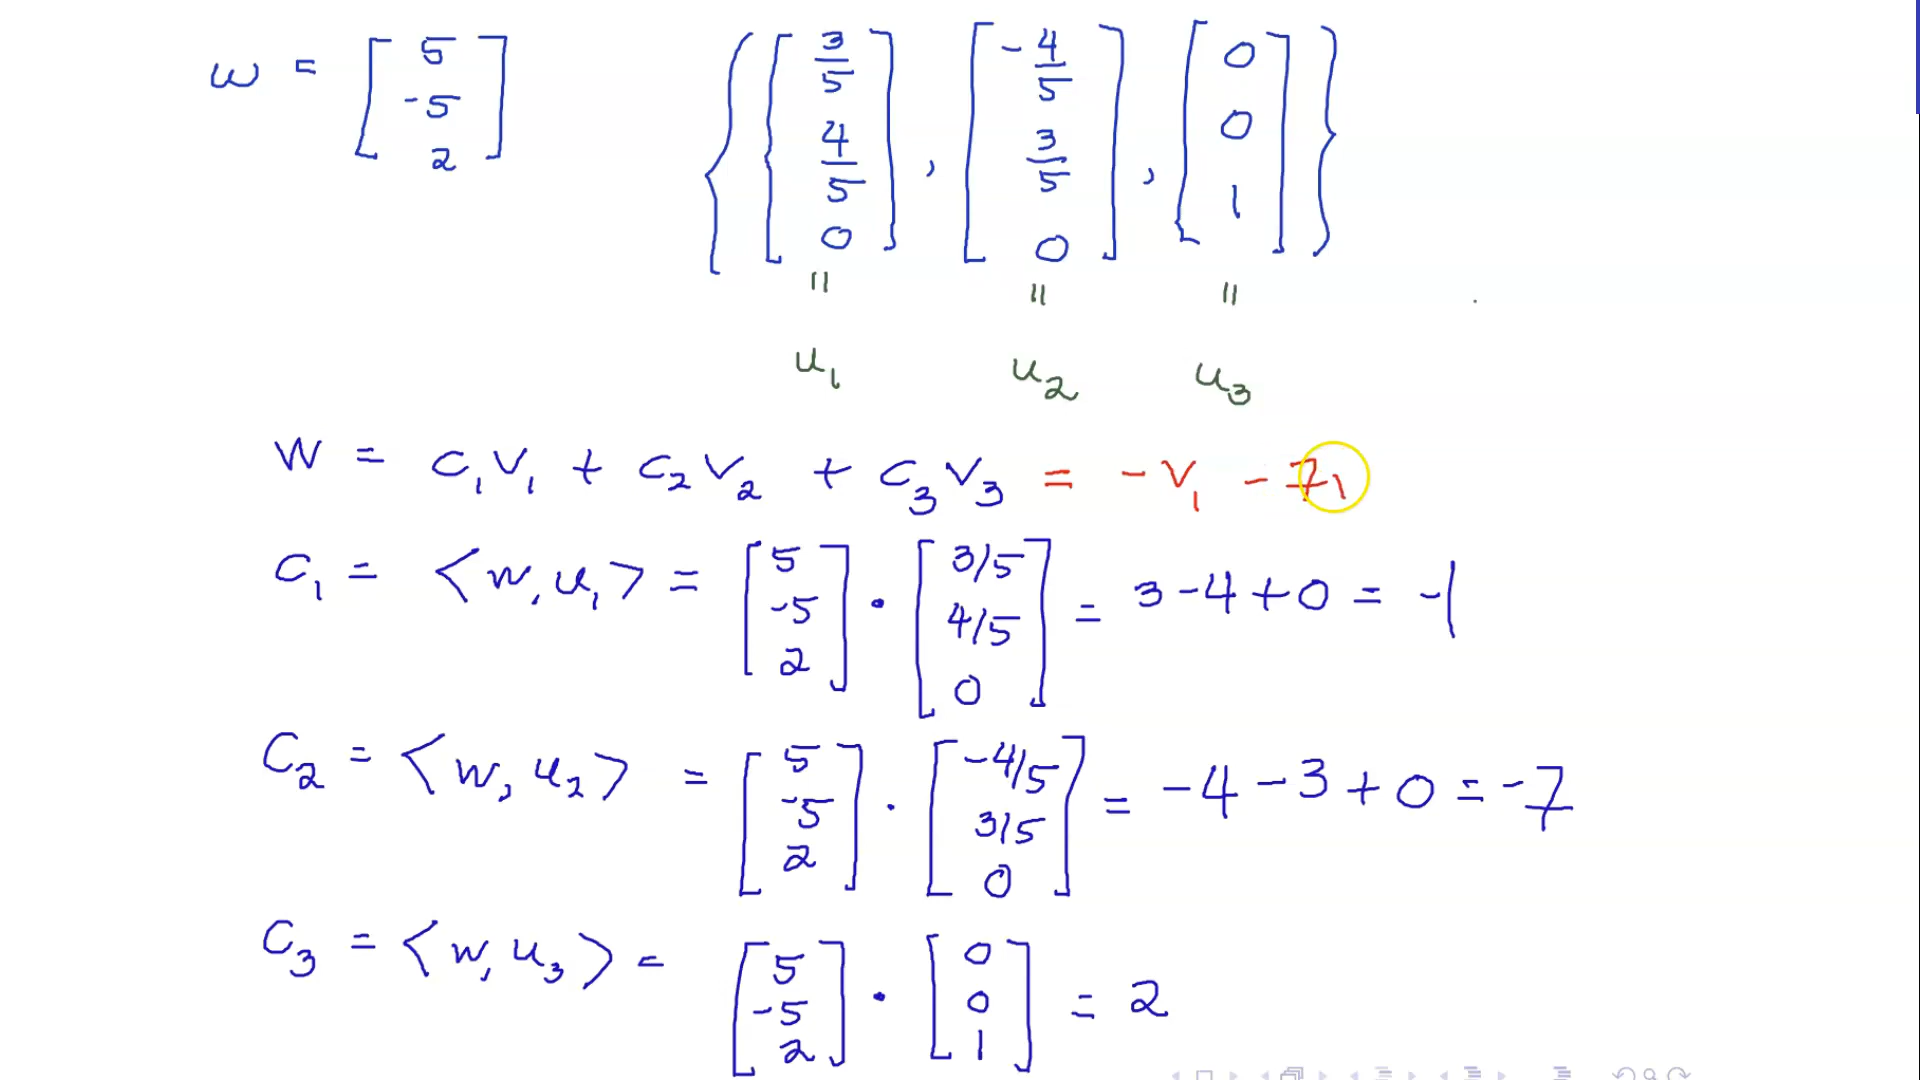 w = [5 -5 2] { [3/5 4/5 0] , [-4/5 3/5 0] , [0 0 1] }
= = =
u₁ u₂ u₃
W = C₁V₁ + C₂V₂ + C₃V₃ = -V₁ - 7
C₁ = <w, u₁> = [5 -5 2] · [3/5 4/5 0] = 3 - 4 + 0 = -1
C₂ = <w, u₂> = [5 -5 2] · [-4/5 3/5 0] = -4 - 3 + 0 = -7
C₃ = <w, u₃> = [5 -5 2] · [0 0 1] = 2